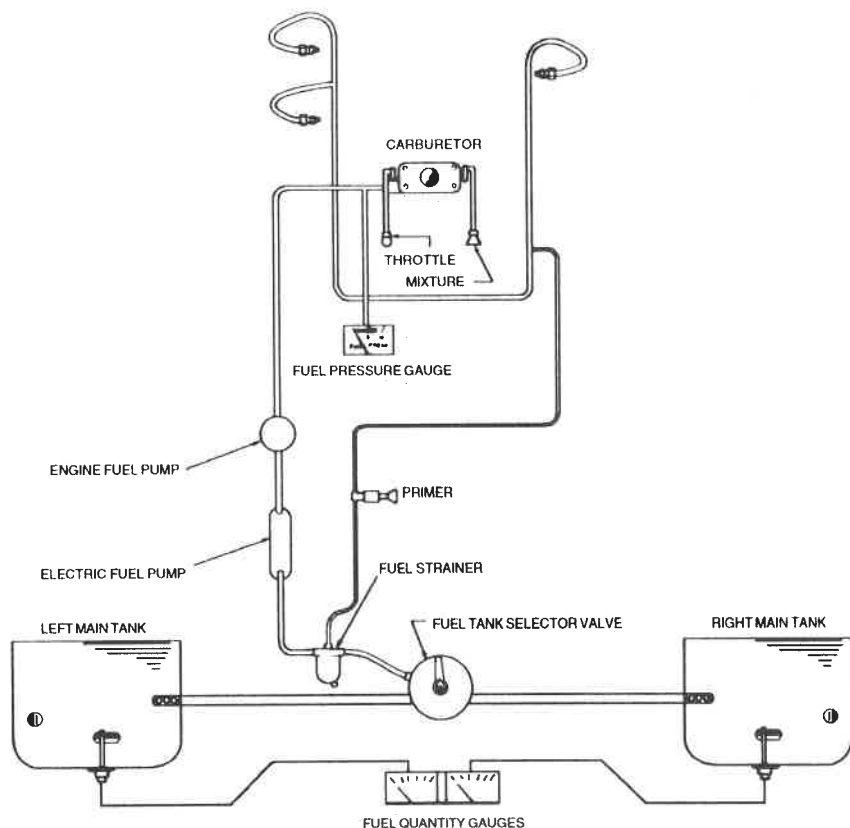 CARBURETOR
THROTTLE
MIXTURE
FUEL PRESSURE GAUGE
ENGINE FUEL PUMP
PRIMER
ELECTRIC FUEL PUMP
FUEL STRAINER
LEFT MAIN TANK
FUEL TANK SELECTOR VALVE
RIGHT MAIN TANK
FUEL QUANTITY GAUGES